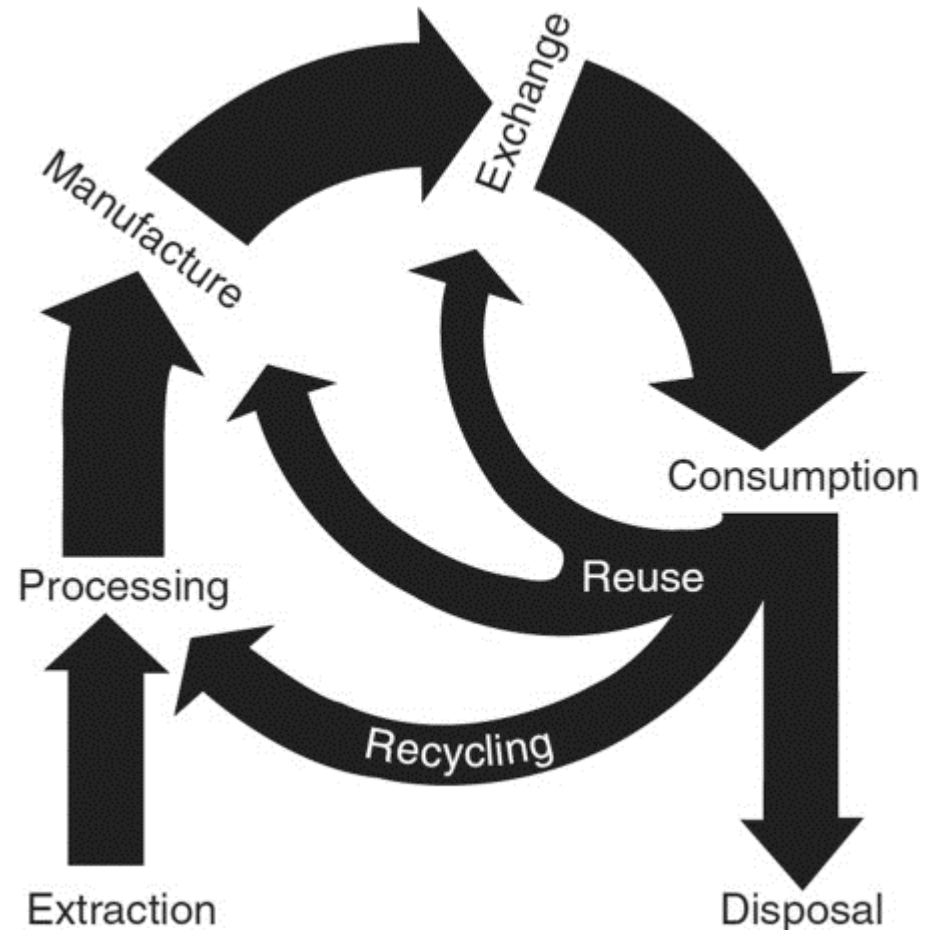 Exchange
Manufacture
Consumption
Processing
Reuse
Recycling
Extraction
Disposal